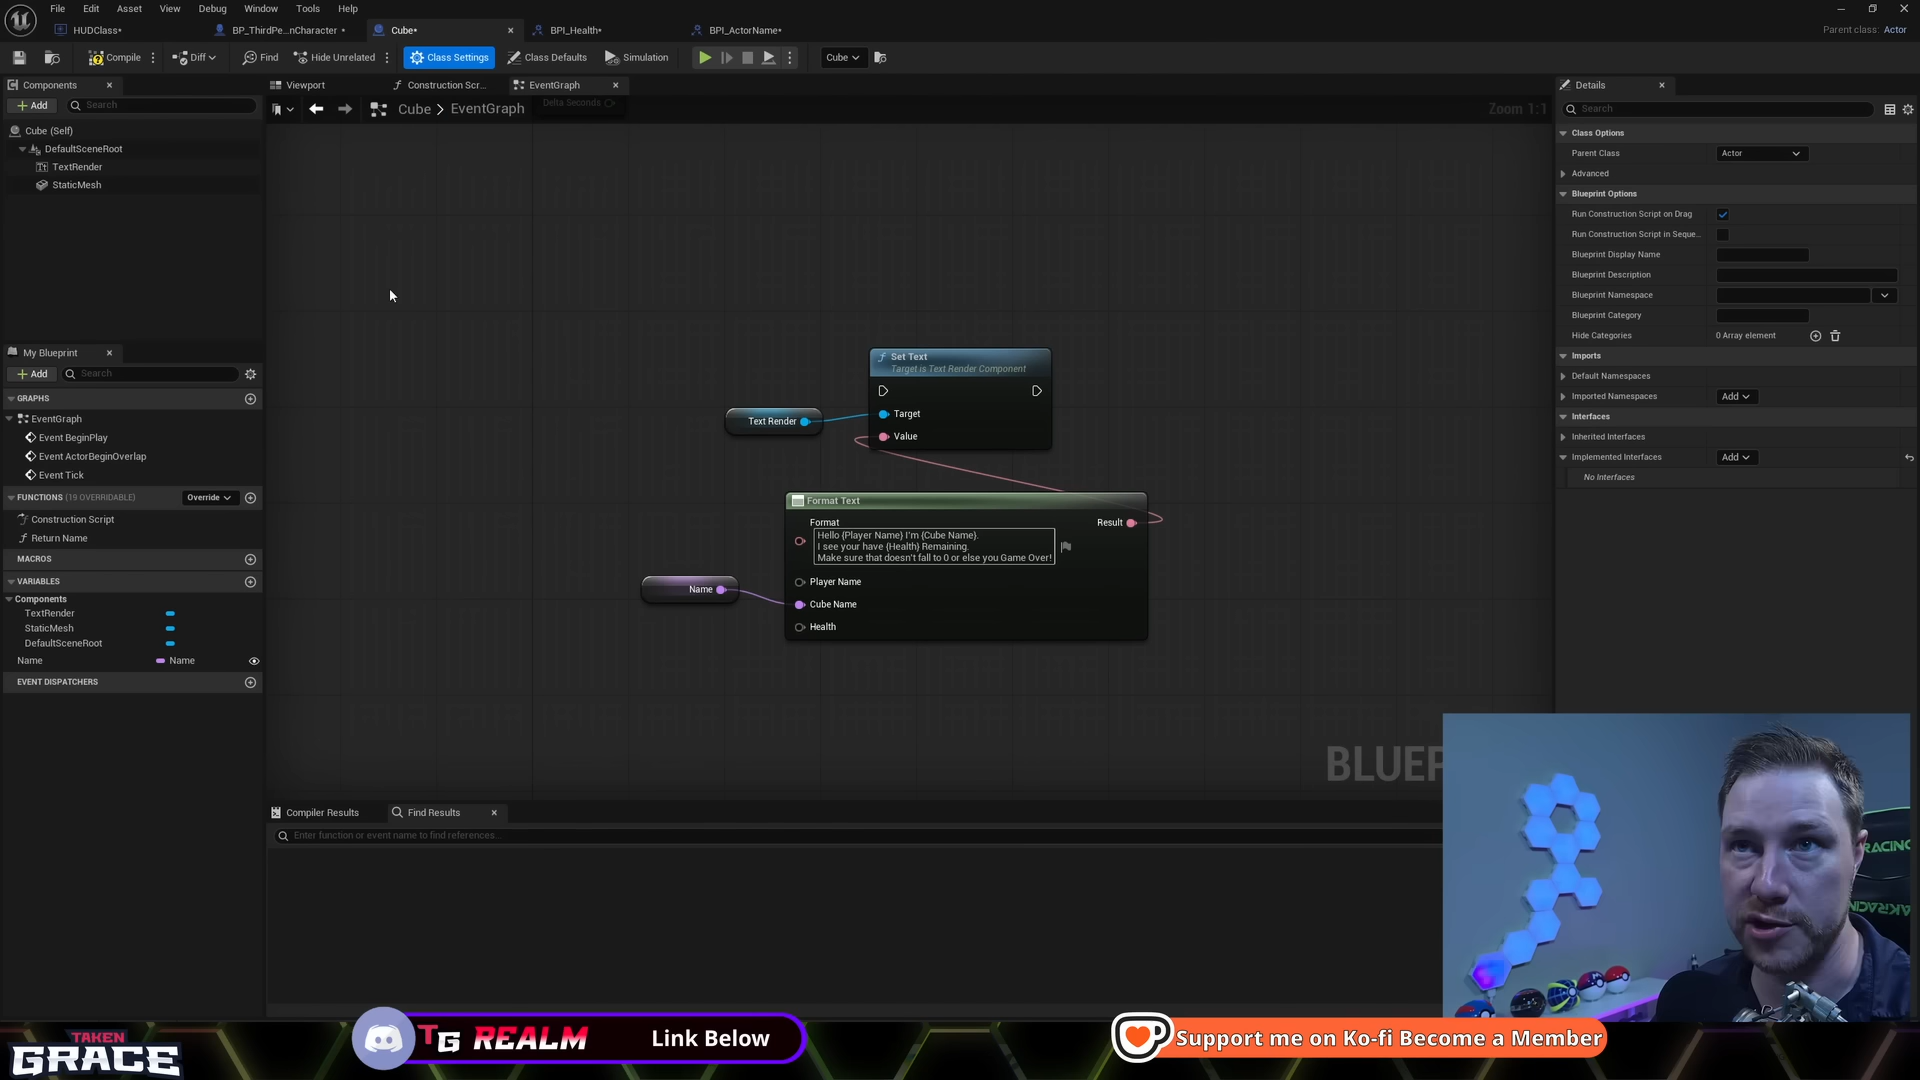 File Edit Asset View Debug Window Tools Help
HUDClass*
BP_ThirdPe...nCharacter *
Cube*
BPI_Health*
BPI_ActorName*
Parent class: Actor
Compile
Diff
Find
Hide Unrelated
Class Settings
Class Defaults
Simulation
Cube
Components
Add
Search
Cube (Self)
DefaultSceneRoot
TextRender
StaticMesh
My Blueprint
Add
Search
GRAPHS
EventGraph
Event BeginPlay
Event ActorBeginOverlap
Event Tick
FUNCTIONS (19 OVERRIDABLE)
Override
Construction Script
Return Name
MACROS
VARIABLES
Components
TextRender
StaticMesh
DefaultSceneRoot
Name Name
EVENT DISPATCHERS
Viewport
Construction Scr...
EventGraph
Cube > EventGraph
Delta Seconds
Zoom 1:1
Set Text
Target is Text Render Component
Text Render
Target
Value
Format Text
Format
Result
Hello {Player Name} I'm {Cube Name}.
I see your have {Health} Remaining.
Make sure that doesn't fall to 0 or else you Game Over!
Player Name
Name
Cube Name
Health
Compiler Results
Find Results
Enter function or event name to find references...
Details
Search
Class Options
Parent Class Actor
Advanced
Blueprint Options
Run Construction Script on Drag
Run Construction Script in Seque...
Blueprint Display Name
Blueprint Description
Blueprint Namespace
Blueprint Category
Hide Categories 0 Array element
Imports
Default Namespaces
Imported Namespaces Add
Interfaces
Inherited Interfaces
Implemented Interfaces Add
No Interfaces
TAKEN
GRACE
TG REALM
Link Below
Support me on Ko-fi Become a Member